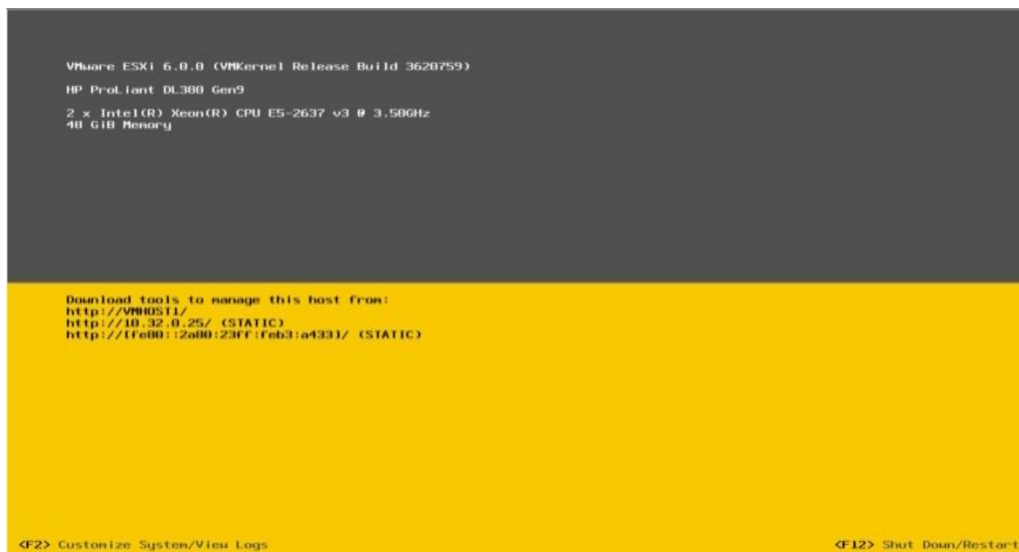 VMware ESXi 6.0.0 (VMKernel Release Build 3620759)
HP ProLiant DL380 Gen9
2 x Intel(R) Xeon(R) CPU E5-2637 v3 @ 3.50GHz
48 GiB Memory
Download tools to manage this host from:
http://VMHOST1/
http://10.32.0.25/ (STATIC)
http://[fe80::2a80:23ff:feb3:a433]/ (STATIC)
<F2> Customize System/View Logs
<F12> Shut Down/Restart